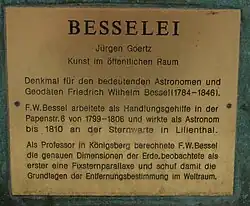 BESSELEI
Jürgen Goertz
Kunst im öffentlichen Raum
Denkmal für den bedeutenden Astronomen und
Geodäten Friedrich Wilhelm Bessel (1784-1846).
F.W. Bessel arbeitete als Handlungsgehilfe in der
Papenstr. 6 von 1799-1806 und wirkte als Astronom
bis 1810 an der Sternwarte in Lilienthal.
Als Professor in Königsberg berechnete F.W. Bessel
die genauen Dimensionen der Erde, beobachtete als
erster eine Fixsternparallaxe und schuf damit die
Grundlagen der Entfernungsbestimmung im Weltraum.